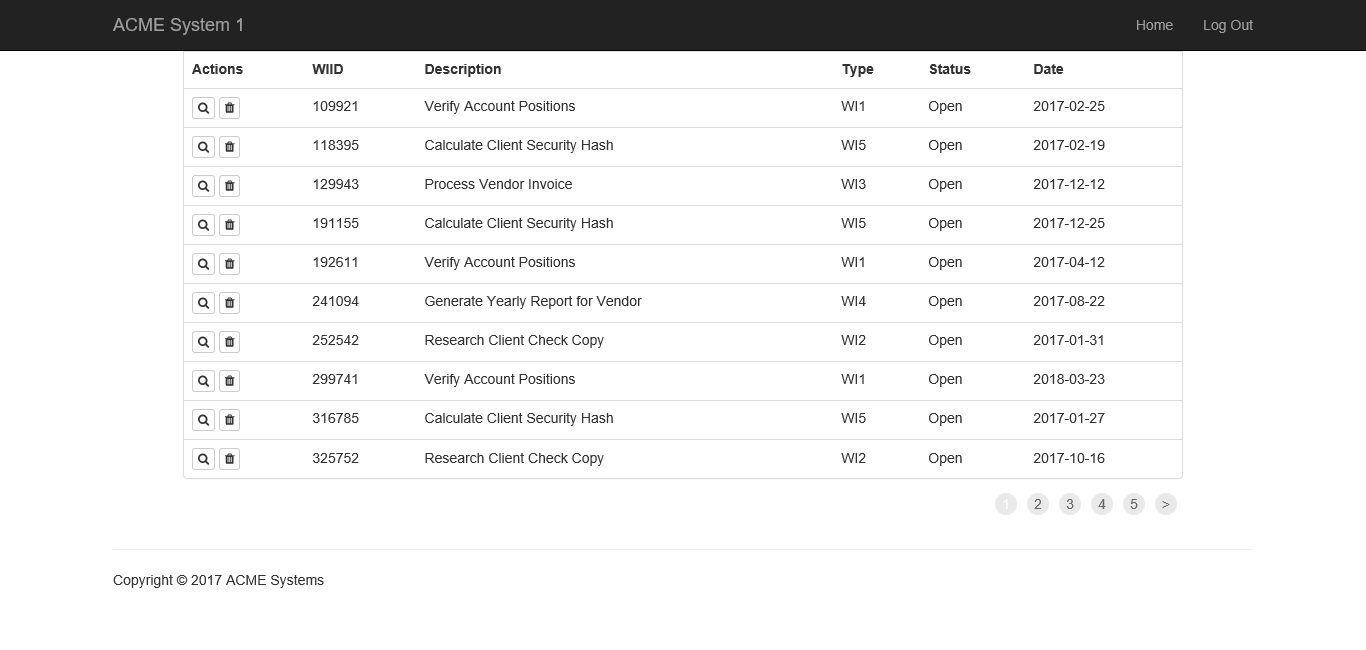 ACME System 1 Home Log Out
Actions WIID Description Type Status Date
109921 Verify Account Positions WI1 Open 2017-02-25
118395 Calculate Client Security Hash WI5 Open 2017-02-19
129943 Process Vendor Invoice WI3 Open 2017-12-12
191155 Calculate Client Security Hash WI5 Open 2017-12-25
192611 Verify Account Positions WI1 Open 2017-04-12
241094 Generate Yearly Report for Vendor WI4 Open 2017-08-22
252542 Research Client Check Copy WI2 Open 2017-01-31
299741 Verify Account Positions WI1 Open 2018-03-23
316785 Calculate Client Security Hash WI5 Open 2017-01-27
325752 Research Client Check Copy WI2 Open 2017-10-16
1 2 3 4 5 >
Copyright © 2017 ACME Systems